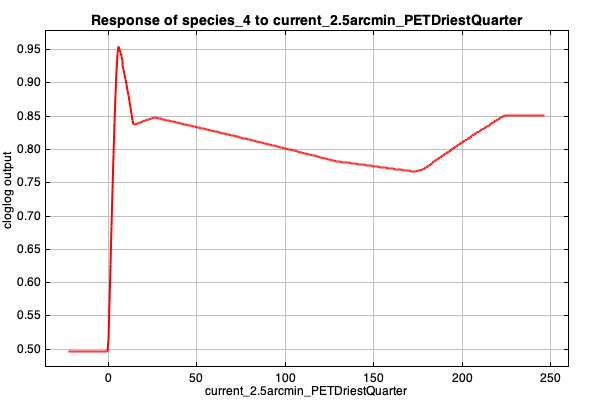 Response of species_4 to current_2.5arcmin_PETDriestQuarter
cloglog output
0.95
0.90
0.85
0.80
0.75
0.70
0.65
0.60
0.55
0.50
0 50 100 150 200 250
current_2.5arcmin_PETDriestQuarter